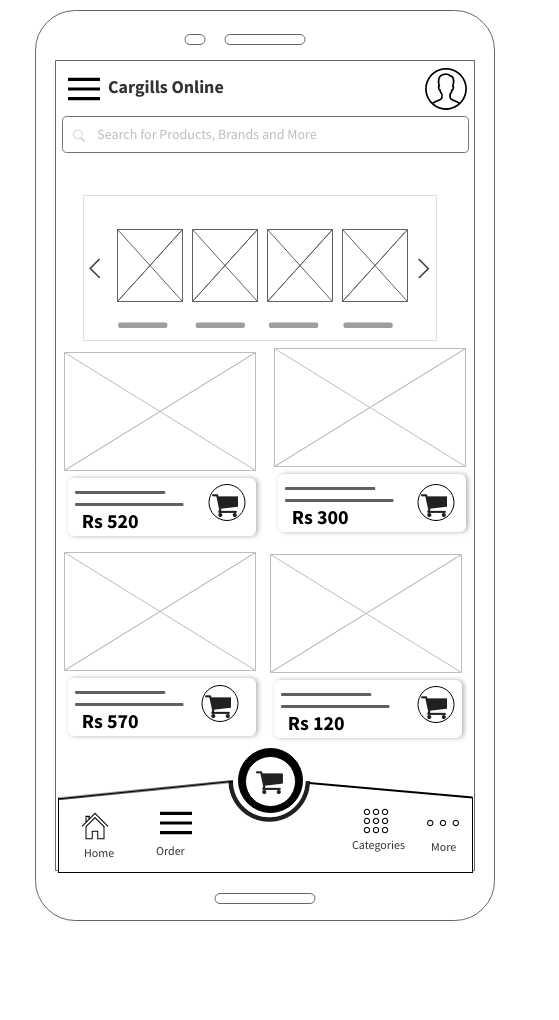 Cargills Online
Search for Products, Brands and More
Rs 520
Rs 300
Rs 570
Rs 120
Home
Order
Categories
More